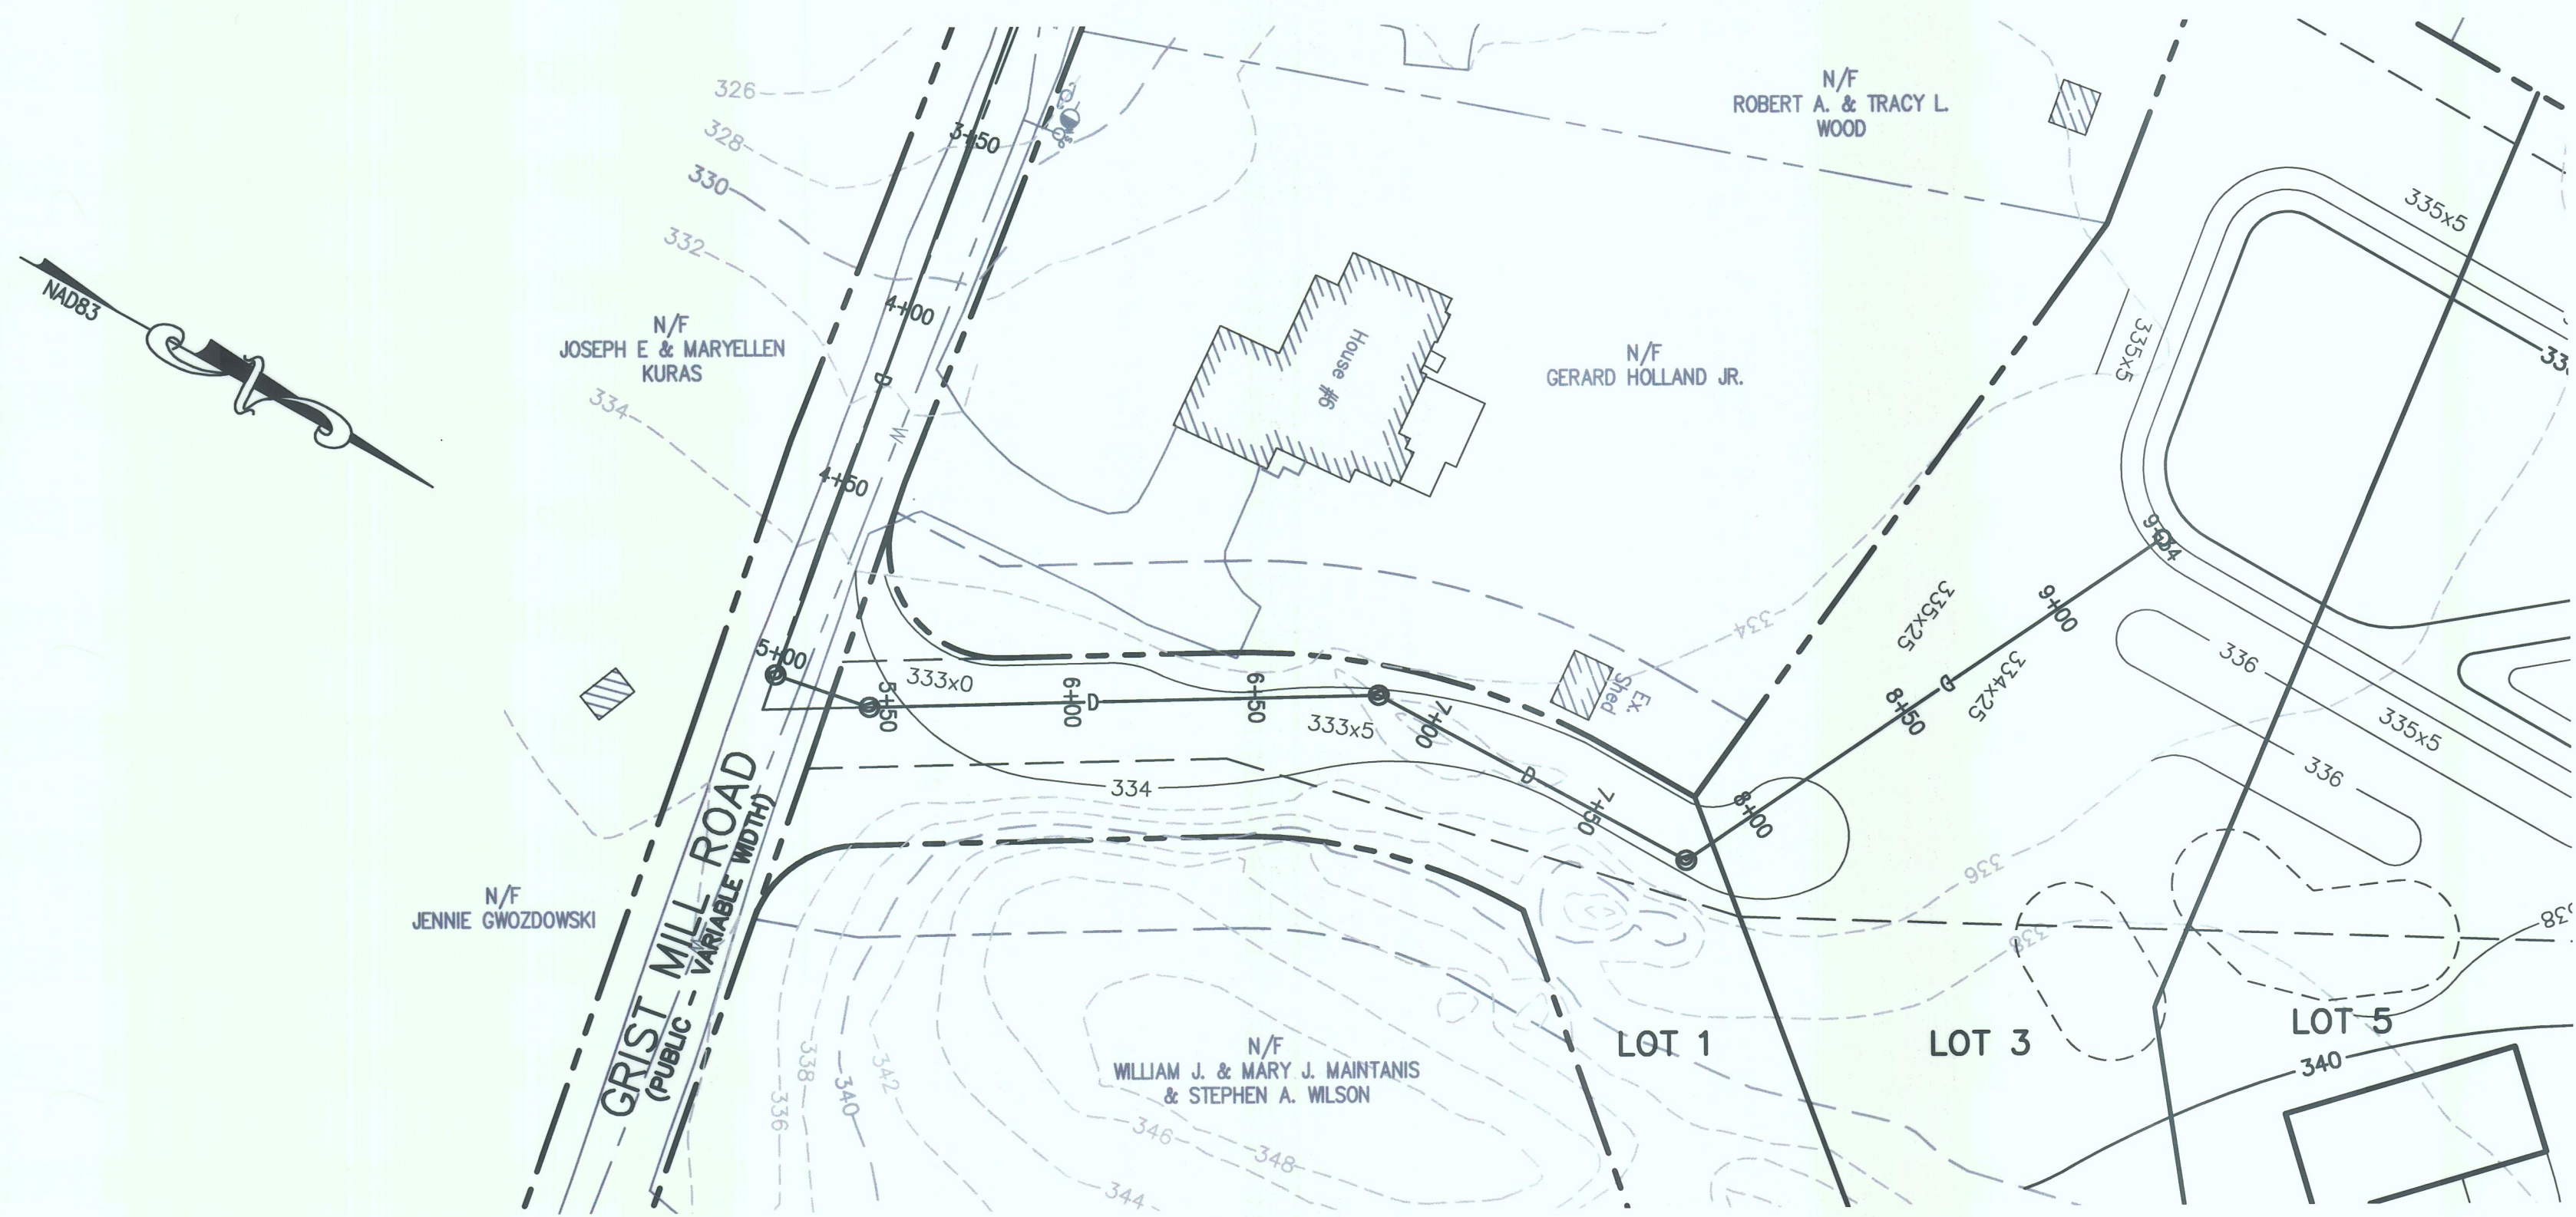 326
328
330
332
334
3+50
4+00
4+50
5+00
D
W
NAD83
N/F
JOSEPH E & MARYELLEN
KURAS
N/F
ROBERT A. & TRACY L.
WOOD
N/F
GERARD HOLLAND JR.
House #6
335x5
335x5
5+50
333x0
6+00
D
6+50
333x5
7+00
D
7+50
334
Ex.
Shed
334
8+00
8+50
D
9+00
335x25
334x25
336
335x5
336
336
338
340
N/F
JENNIE GWOZDOWSKI
GRIST MILL ROAD
(PUBLIC - VARIABLE WIDTH)
336
338
340
342
344
346
348
N/F
WILLIAM J. & MARY J. MAINTANIS
& STEPHEN A. WILSON
LOT 1
LOT 3
LOT 5